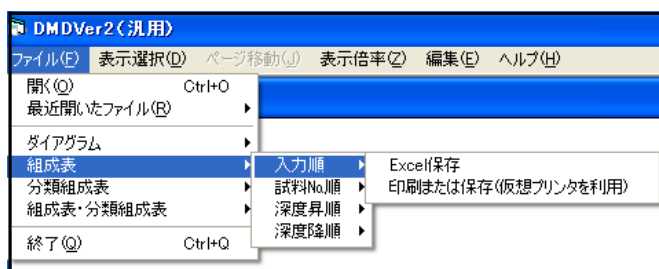 DMDVer2(汎用)
ファイル(F) 表示選択(D) ページ移動(J) 表示倍率(Z) 編集(E) ヘルプ(H)
開く(O) Ctrl+O
最近開いたファイル(R)
ダイアグラム
組成表 入力順 Excel保存
分類組成表 試料No.順 印刷または保存(仮想プリンタを利用)
組成表・分類組成表 深度昇順
深度降順
終了(Q) Ctrl+Q